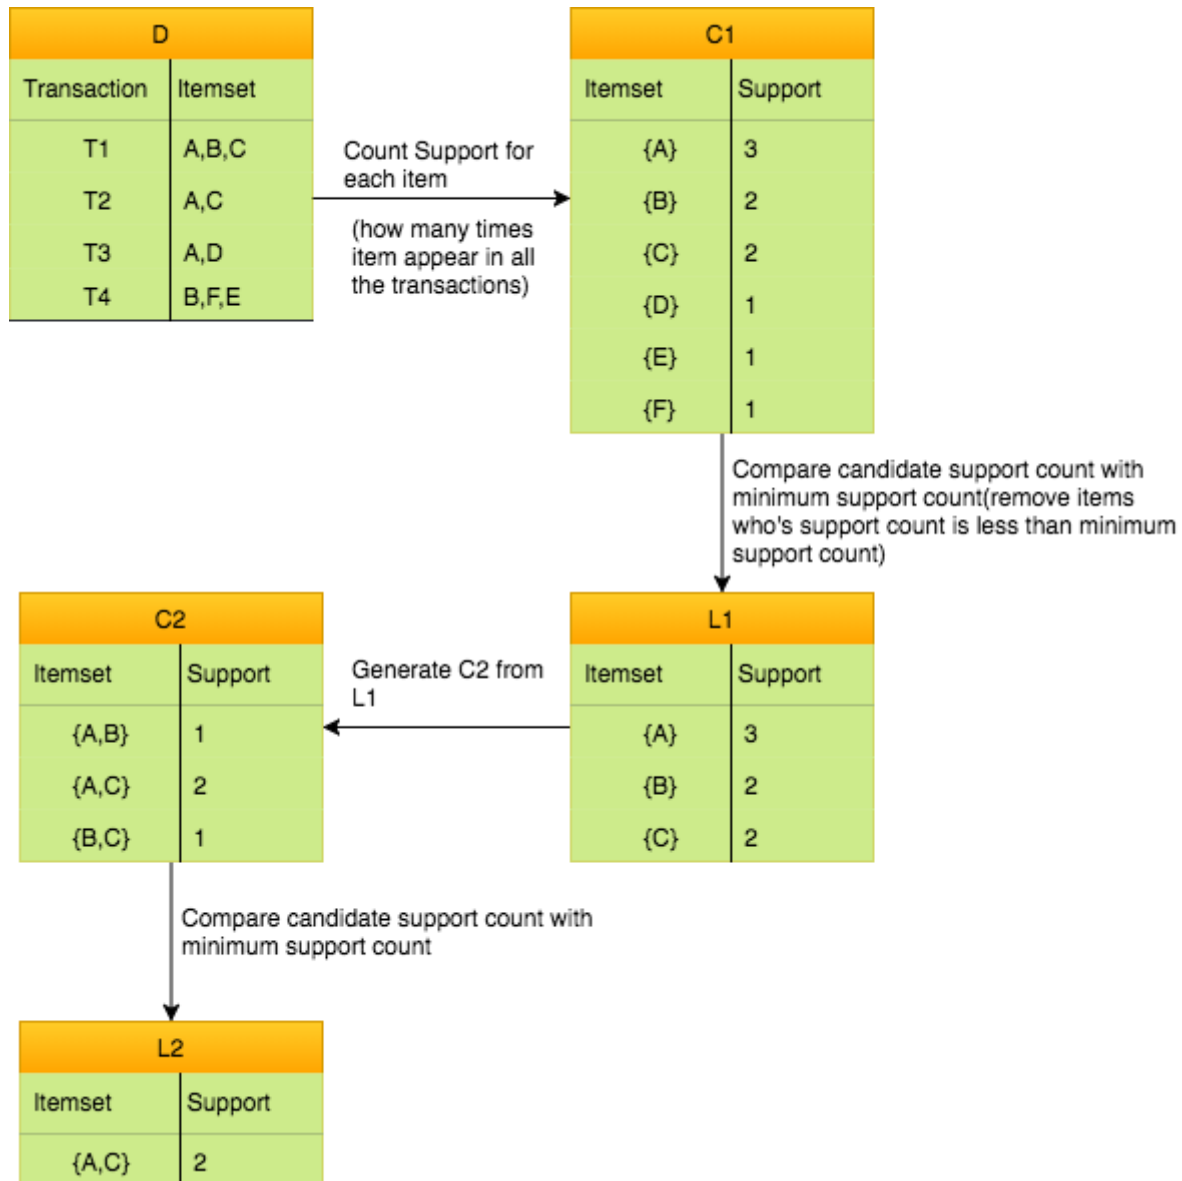 D
Transaction Itemset
T1 A,B,C
T2 A,C
T3 A,D
T4 B,F,E
Count Support for
each item
(how many times
item appear in all
the transactions)
C1
Itemset Support
{A} 3
{B} 2
{C} 2
{D} 1
{E} 1
{F} 1
Compare candidate support count with
minimum support count(remove items
who's support count is less than minimum
support count)
L1
Itemset Support
{A} 3
{B} 2
{C} 2
Generate C2 from
L1
C2
Itemset Support
{A,B} 1
{A,C} 2
{B,C} 1
Compare candidate support count with
minimum support count
L2
Itemset Support
{A,C} 2